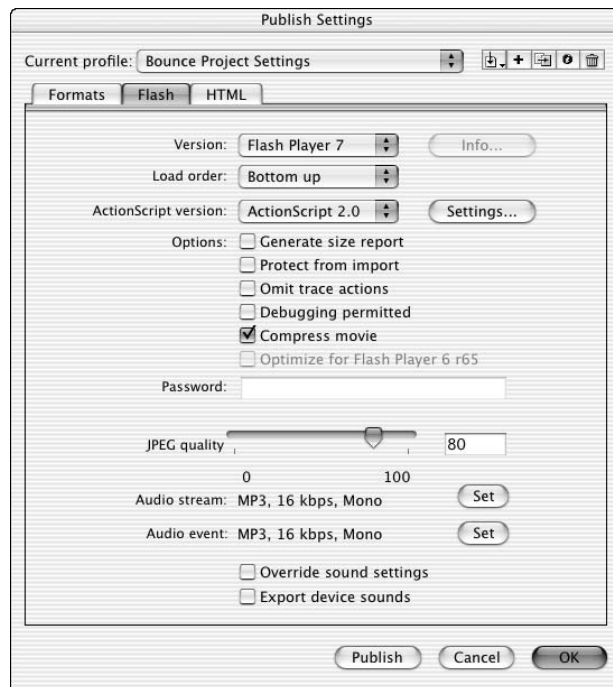 Publish Settings
Current profile: Bounce Project Settings
Formats Flash HTML
Version: Flash Player 7 Info...
Load order: Bottom up
ActionScript version: ActionScript 2.0 Settings...
Options: Generate size report
Protect from import
Omit trace actions
Debugging permitted
Compress movie
Optimize for Flash Player 6 r65
Password:
JPEG quality 80
0 100
Audio stream: MP3, 16 kbps, Mono Set
Audio event: MP3, 16 kbps, Mono Set
Override sound settings
Export device sounds
Publish Cancel OK